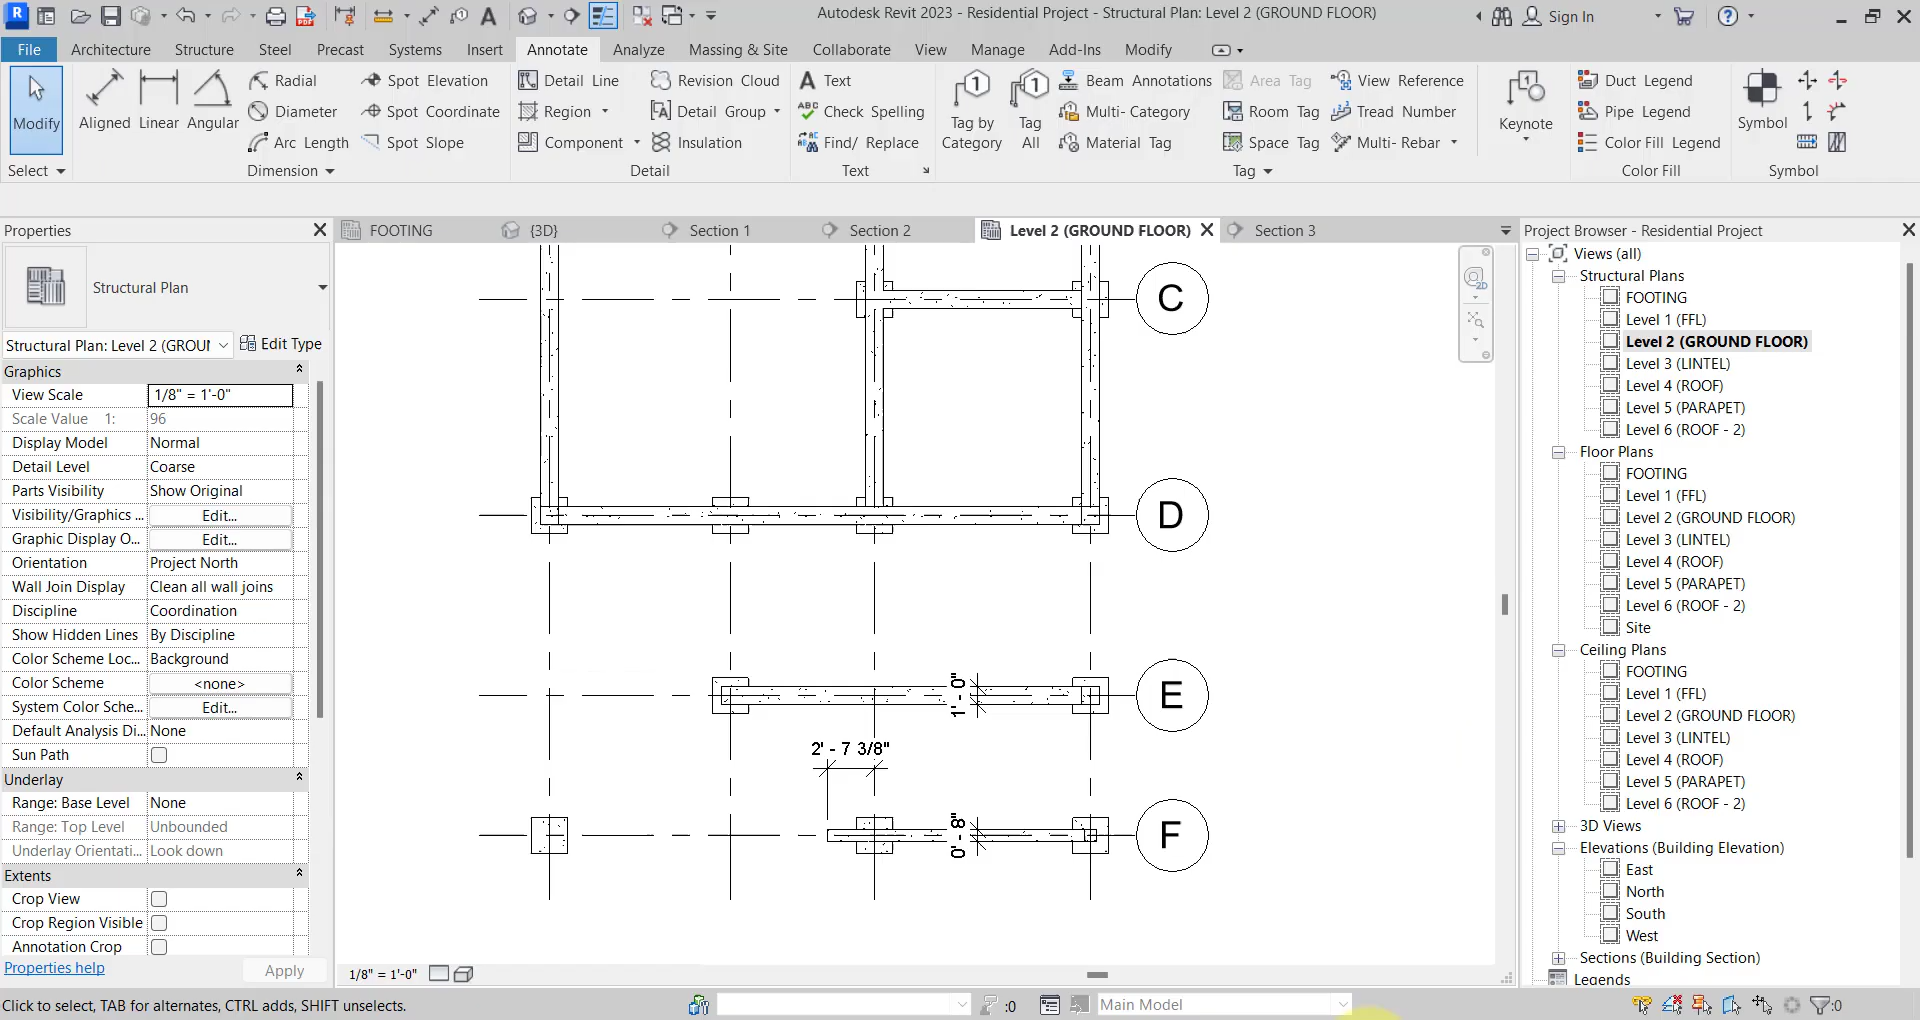 R
Autodesk Revit 2023 - Residential Project - Structural Plan: Level 2 (GROUND FLOOR)
Sign In
File Architecture Structure Steel Precast Systems Insert Annotate Analyze Massing & Site Collaborate View Manage Add-Ins Modify
Modify
Select
Aligned
Linear
Angular
Radial
Diameter
Arc Length
Spot Elevation
Spot Coordinate
Spot Slope
Dimension
Detail Line
Region
Component
Revision Cloud
Detail Group
Insulation
Detail
Text
Check Spelling
Find/ Replace
Text
Tag by
Category
Tag
All
Beam Annotations
Multi- Category
Material Tag
Area Tag
Room Tag
Space Tag
View Reference
Tread Number
Multi- Rebar
Tag
Keynote
Duct Legend
Pipe Legend
Color Fill Legend
Color Fill
Symbol
Symbol
Properties
Structural Plan
Structural Plan: Level 2 (GROUN
Edit Type
Graphics
View Scale 1/8" = 1'-0"
Scale Value 1: 96
Display Model Normal
Detail Level Coarse
Parts Visibility Show Original
Visibility/Graphics ... Edit...
Graphic Display O... Edit...
Orientation Project North
Wall Join Display Clean all wall joins
Discipline Coordination
Show Hidden Lines By Discipline
Color Scheme Loc... Background
Color Scheme <none>
System Color Sche... Edit...
Default Analysis Di... None
Sun Path
Underlay
Range: Base Level None
Range: Top Level Unbounded
Underlay Orientati... Look down
Extents
Crop View
Crop Region Visible
Annotation Crop
Properties help
Apply
FOOTING
{3D}
Section 1
Section 2
Level 2 (GROUND FLOOR)
Section 3
2D
C
D
E
1' - 0"
2' - 7 3/8"
F
0' - 8"
1/8" = 1'-0"
Project Browser - Residential Project
Views (all)
Structural Plans
FOOTING
Level 1 (FFL)
Level 2 (GROUND FLOOR)
Level 3 (LINTEL)
Level 4 (ROOF)
Level 5 (PARAPET)
Level 6 (ROOF - 2)
Floor Plans
FOOTING
Level 1 (FFL)
Level 2 (GROUND FLOOR)
Level 3 (LINTEL)
Level 4 (ROOF)
Level 5 (PARAPET)
Level 6 (ROOF - 2)
Site
Ceiling Plans
FOOTING
Level 1 (FFL)
Level 2 (GROUND FLOOR)
Level 3 (LINTEL)
Level 4 (ROOF)
Level 5 (PARAPET)
Level 6 (ROOF - 2)
3D Views
Elevations (Building Elevation)
East
North
South
West
Sections (Building Section)
Legends
Click to select, TAB for alternates, CTRL adds, SHIFT unselects.
:0
Main Model
:0